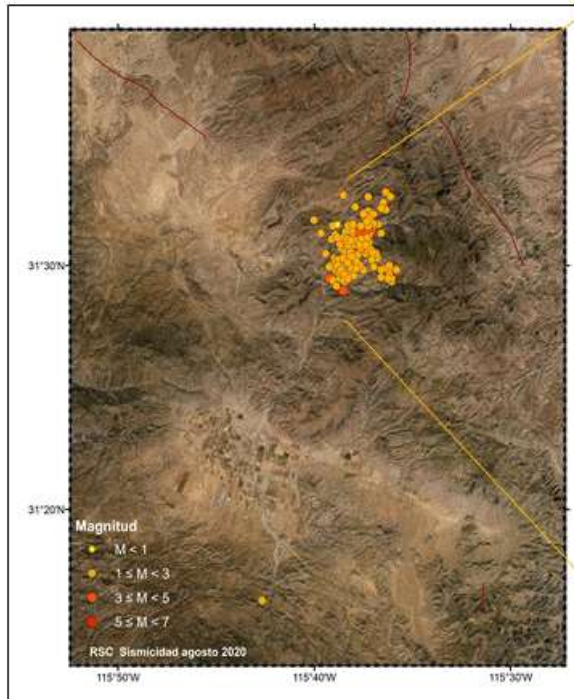 31°30'N
31°20'N
Magnitud
M < 1
1 ≤ M < 3
3 ≤ M < 5
5 ≤ M < 7
RSC Sismicidad agosto 2020
115°50'W 115°40'W 115°30'W